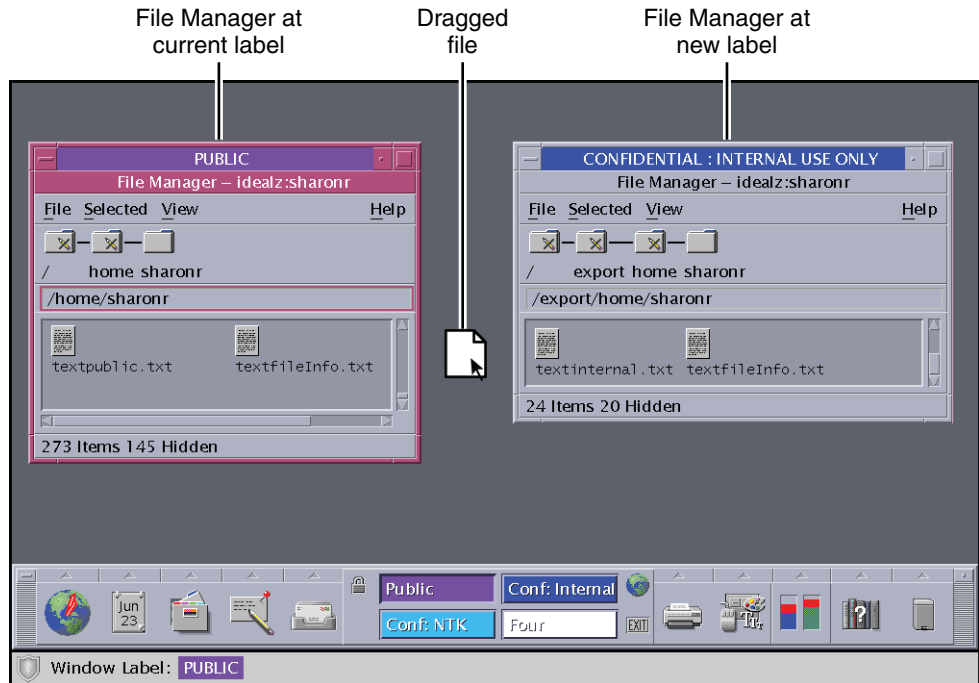 File Manager at
current label
Dragged
file
File Manager at
new label
PUBLIC
File Manager – idealz:sharonr
File Selected View Help
/ home sharonr
/home/sharonr
textpublic.txt textfileInfo.txt
273 Items 145 Hidden
CONFIDENTIAL : INTERNAL USE ONLY
File Manager – idealz:sharonr
File Selected View Help
/ export home sharonr
/export/home/sharonr
textinternal.txt textfileInfo.txt
24 Items 20 Hidden
Jun
23
Public Conf: Internal
Conf: NTK Four
EXIT
?
Window Label: PUBLIC